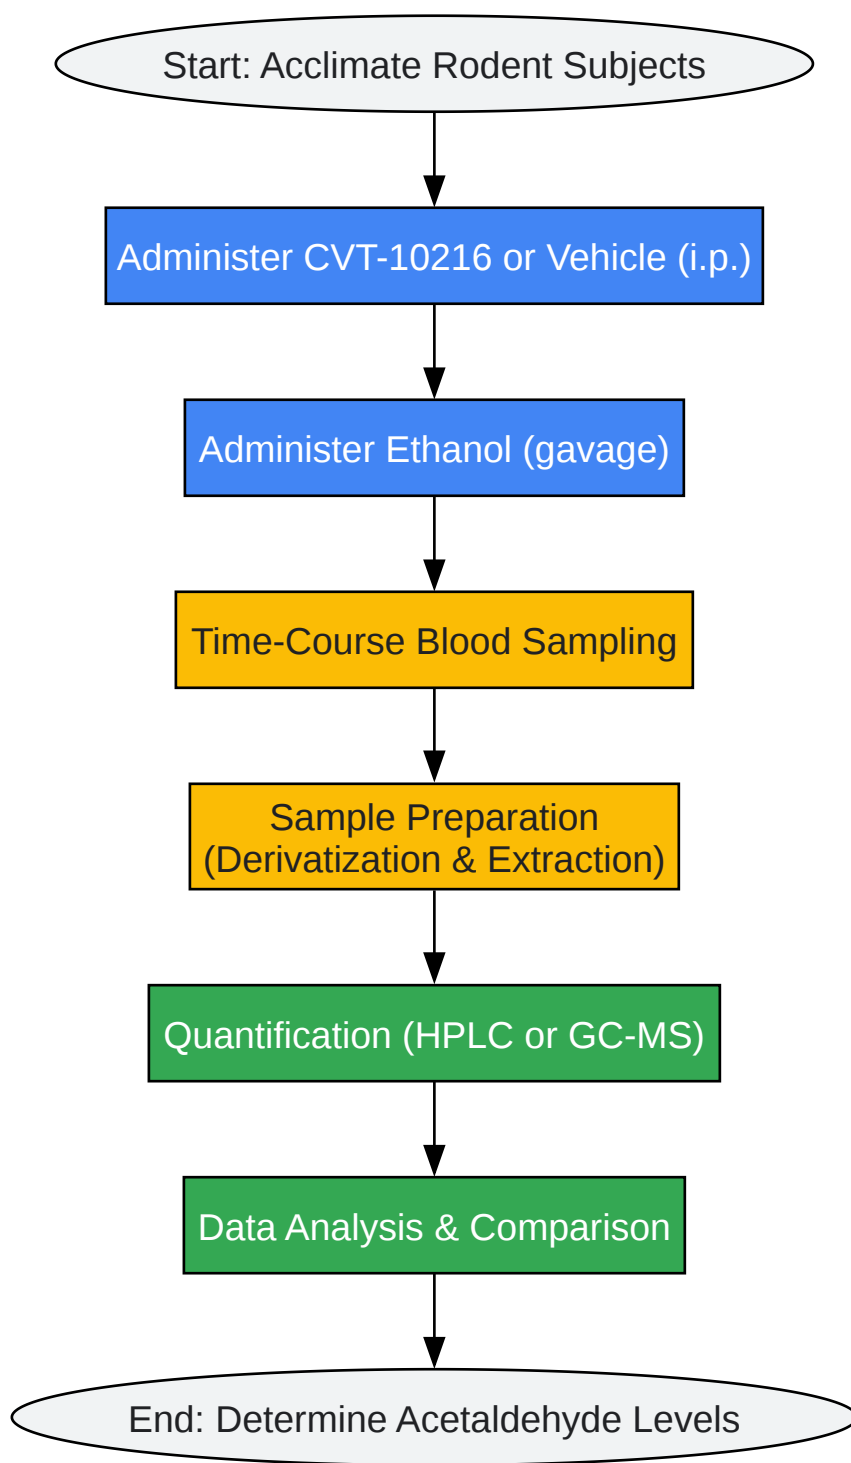 Start: Acclimate Rodent Subjects
Administer CVT-10216 or Vehicle (i.p.)
Administer Ethanol (gavage)
Time-Course Blood Sampling
Sample Preparation
(Derivatization & Extraction)
Quantification (HPLC or GC-MS)
Data Analysis & Comparison
End: Determine Acetaldehyde Levels